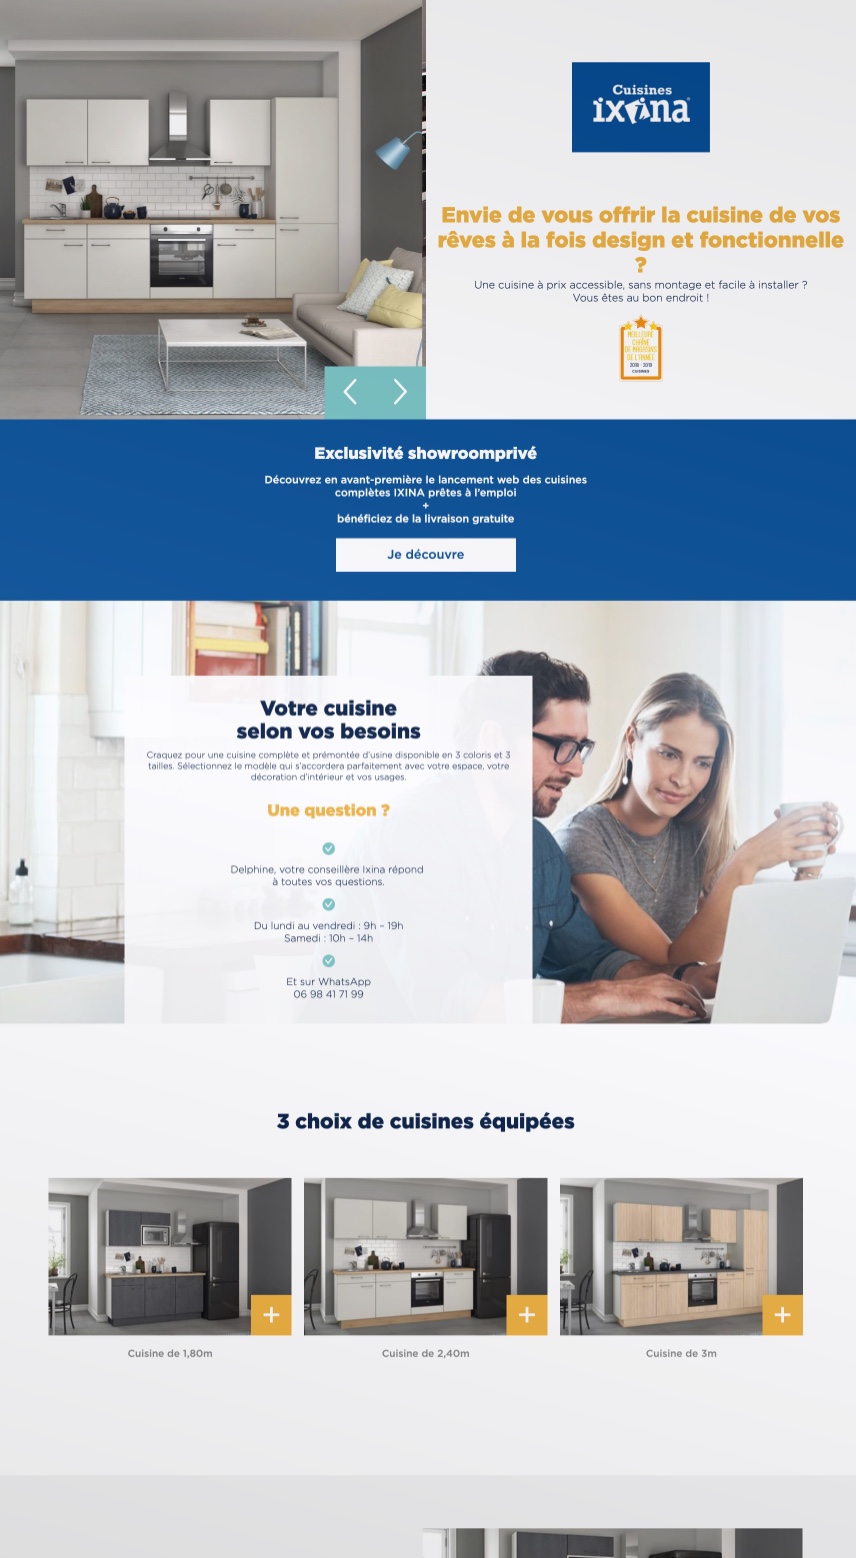 Cuisines
ixina
Envie de vous offrir la cuisine de vos
rêves à la fois design et fonctionnelle
?
Une cuisine à prix accessible, sans montage et facile à installer ?
Vous êtes au bon endroit !
MEILLEURE
CHAÎNE
DE MAGASINS
DE L'ANNÉE
2018 - 2019
CUISINES
Exclusivité showroomprivé
Découvrez en avant-première le lancement web des cuisines
complètes IXINA prêtes à l'emploi
+
bénéficiez de la livraison gratuite
Je découvre
Votre cuisine
selon vos besoins
Craquez pour une cuisine complète et prémontée d'usine disponible en 3 coloris et 3
tailles. Sélectionnez le modèle qui s'accordera parfaitement avec votre espace, votre
décoration d'intérieur et vos usages.
Une question ?
Delphine, votre conseillère Ixina répond
à toutes vos questions.
Du lundi au vendredi : 9h – 19h
Samedi : 10h – 14h
Et sur WhatsApp
06 98 41 71 99
3 choix de cuisines équipées
Cuisine de 1,80m
Cuisine de 2,40m
Cuisine de 3m